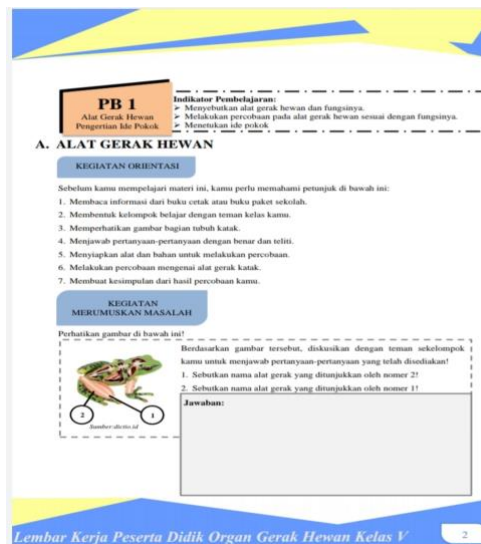 PB 1
Alat Gerak Hewan
Pengertian Ide Pokok
Indikator Pembelajaran:
➢ Menyebutkan alat gerak hewan dan fungsinya.
➢ Melakukan percobaan pada alat gerak hewan sesuai dengan fungsinya.
➢ Menetukan ide pokok
A. ALAT GERAK HEWAN
KEGIATAN ORIENTASI
Sebelum kamu mempelajari materi ini, kamu perlu memahami petunjuk di bawah ini:
1. Membaca informasi dari buku cetak atau buku paket sekolah.
2. Membentuk kelompok belajar dengan teman kelas kamu.
3. Memperhatikan gambar bagian tubuh katak.
4. Menjawab pertanyaan-pertanyaan dengan benar dan teliti.
5. Menyiapkan alat dan bahan untuk melakukan percobaan.
6. Melakukan percobaan mengenai alat gerak katak.
7. Membuat kesimpulan dari hasil percobaan kamu.
KEGIATAN
MERUMUSKAN MASALAH
Perhatikan gambar di bawah ini!
2
1
Sumber:dictio.id
Berdasarkan gambar tersebut, diskusikan dengan teman sekelompok
kamu untuk menjawab pertanyaan-pertanyaan yang telah disediakan!
1. Sebutkan nama alat gerak yang ditunjukkan oleh nomer 2!
2. Sebutkan nama alat gerak yang ditunjukkan oleh nomer 1!
Jawaban:
Lembar Kerja Peserta Didik Organ Gerak Hewan Kelas V
2